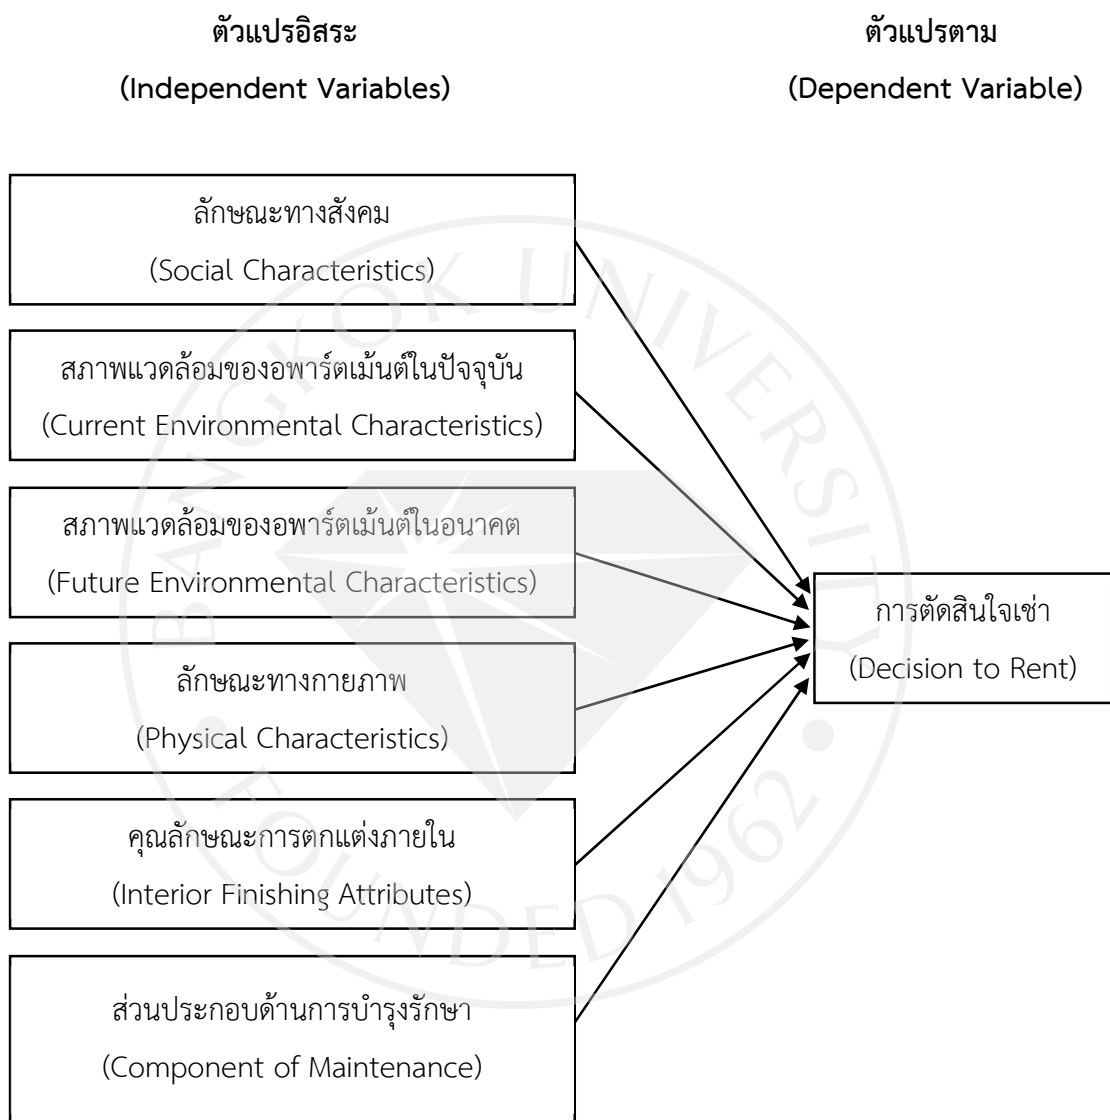 ตัวแปรอิสระ
(Independent Variables)
ตัวแปรตาม
(Dependent Variable)
ลักษณะทางสังคม
(Social Characteristics)
สภาพแวดล้อมของอพาร์ตเม้นต์ในปัจจุบัน
(Current Environmental Characteristics)
สภาพแวดล้อมของอพาร์ตเม้นต์ในอนาคต
(Future Environmental Characteristics)
ลักษณะทางกายภาพ
(Physical Characteristics)
คุณลักษณะการตกแต่งภายใน
(Interior Finishing Attributes)
ส่วนประกอบด้านการบำรุงรักษา
(Component of Maintenance)
การตัดสินใจเช่า
(Decision to Rent)
BANGKOK UNIVERSITY
FOUNDED 1962